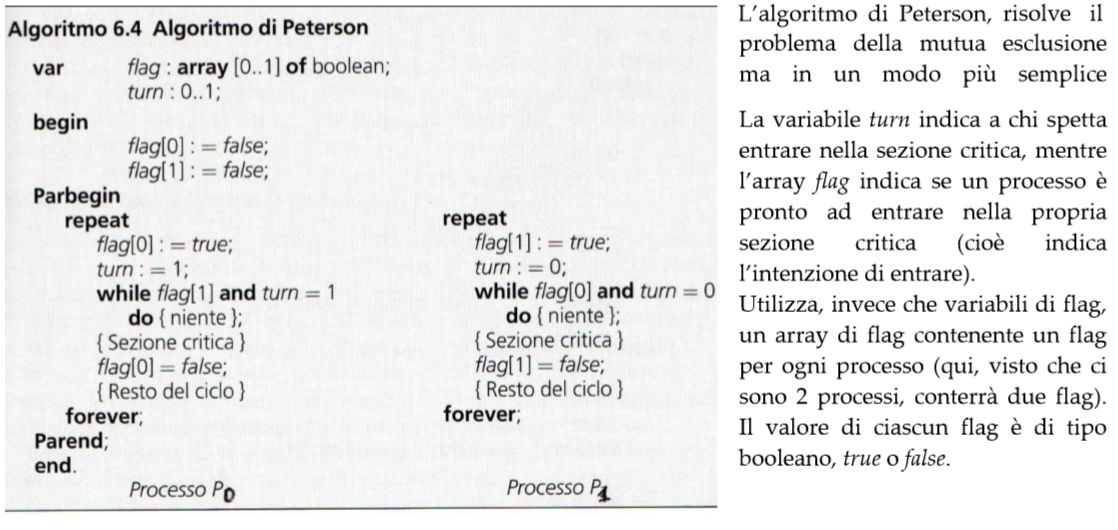 Algoritmo 6.4 Algoritmo di Peterson
var flag : array [0..1] of boolean;
turn : 0..1;
begin
flag[0] : = false;
flag[1] : = false;
Parbegin
repeat
flag[0] : = true;
turn : = 1;
while flag[1] and turn = 1
do { niente };
{ Sezione critica }
flag[0] = false;
{ Resto del ciclo }
forever;
Parend;
end.
Processo P0
repeat
flag[1] : = true;
turn : = 0;
while flag[0] and turn = 0
do { niente };
{ Sezione critica }
flag[1] = false;
{ Resto del ciclo }
forever;
Processo P1
L'algoritmo di Peterson, risolve il
problema della mutua esclusione
ma in un modo più semplice
La variabile turn indica a chi spetta
entrare nella sezione critica, mentre
l'array flag indica se un processo è
pronto ad entrare nella propria
sezione critica (cioè indica
l'intenzione di entrare).
Utilizza, invece che variabili di flag,
un array di flag contenente un flag
per ogni processo (qui, visto che ci
sono 2 processi, conterrà due flag).
Il valore di ciascun flag è di tipo
booleano, true o false.